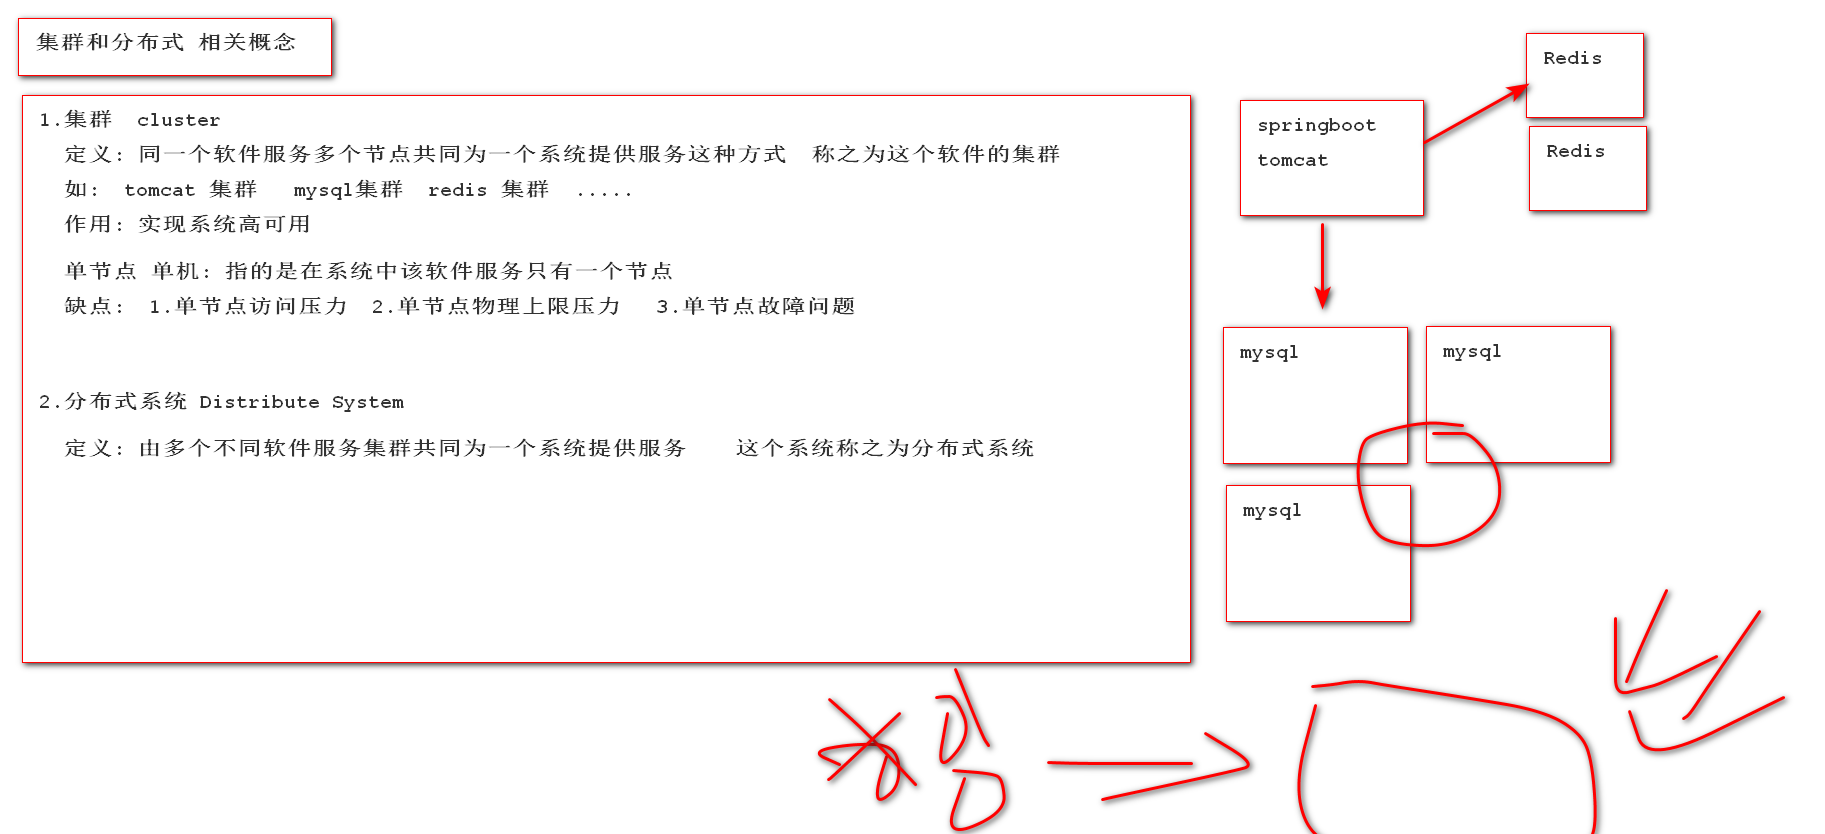 集群和分布式 相关概念
1.集群 cluster
定义: 同一个软件服务多个节点共同为一个系统提供服务这种方式 称之为这个软件的集群
如: tomcat 集群 mysql集群 redis 集群 .....
作用: 实现系统高可用
单节点 单机: 指的是在系统中该软件服务只有一个节点
缺点: 1.单节点访问压力 2.单节点物理上限压力 3.单节点故障问题
2.分布式系统 Distribute System
定义: 由多个不同软件服务集群共同为一个系统提供服务 这个系统称之为分布式系统
Redis
springboot
tomcat
Redis
mysql
mysql
mysql